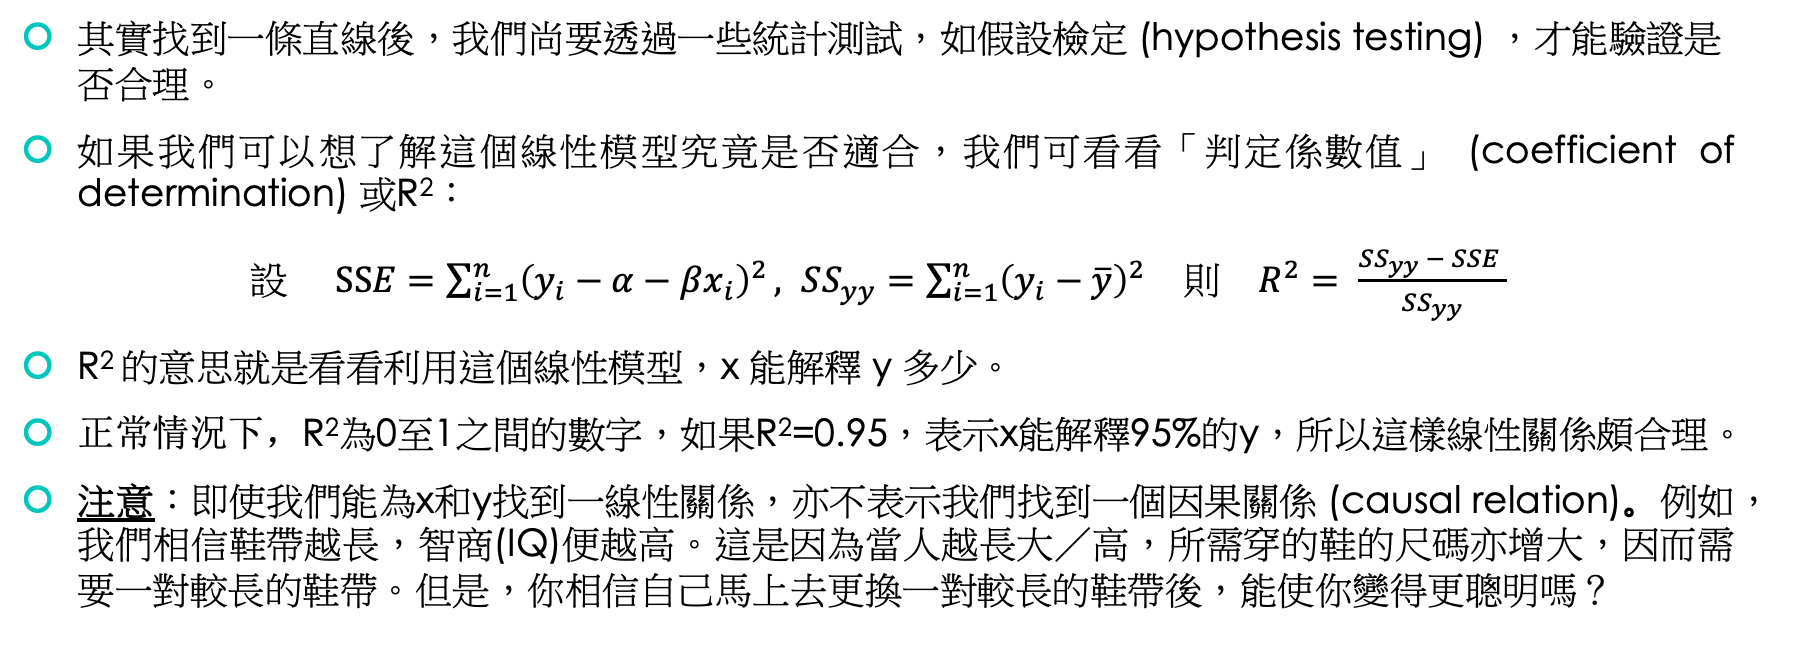 其實找到一條直線後，我們尚要透過一些統計測試，如假設檢定 (hypothesis testing) ，才能驗證是
否合理。
如果我們可以想了解這個線性模型究竟是否適合，我們可看看「判定係數值」 (coefficient of
determination) 或R²：
設 SSE = ∑ⁿᵢ₌₁(yᵢ − α − βxᵢ)², SS_yy = ∑ⁿᵢ₌₁(yᵢ − ȳ)² 則 R² = (SS_yy − SSE) / SS_yy
R² 的意思就是看看利用這個線性模型，x 能解釋 y 多少。
正常情況下，R²為0至1之間的數字，如果R²=0.95，表示x能解釋95%的y，所以這樣線性關係頗合理。
注意：即使我們能為x和y找到一線性關係，亦不表示我們找到一個因果關係 (causal relation)。例如，
我們相信鞋帶越長，智商(IQ)便越高。這是因為當人越長大／高，所需穿的鞋的尺碼亦增大，因而需
要一對較長的鞋帶。但是，你相信自己馬上去更換一對較長的鞋帶後，能使你變得更聰明嗎？